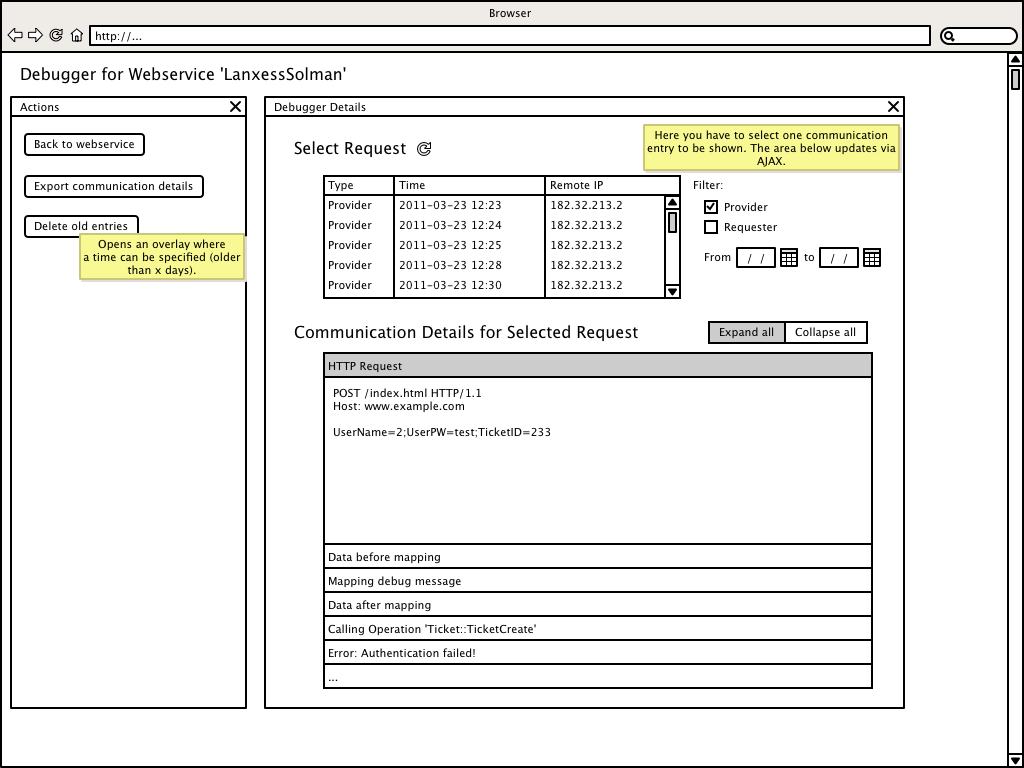 Browser
http://...
Debugger for Webservice 'LanxessSolman'
Actions
Back to webservice
Export communication details
Delete old entries
Opens an overlay where
a time can be specified (older
than x days).
Debugger Details
Select Request
Here you have to select one communication
entry to be shown. The area below updates via
AJAX.
Type Time Remote IP
Provider 2011-03-23 12:23 182.32.213.2
Provider 2011-03-23 12:24 182.32.213.2
Provider 2011-03-23 12:25 182.32.213.2
Provider 2011-03-23 12:28 182.32.213.2
Provider 2011-03-23 12:30 182.32.213.2
Filter:
Provider
Requester
From / / to / /
Communication Details for Selected Request
Expand all Collapse all
HTTP Request
POST /index.html HTTP/1.1
Host: www.example.com
UserName=2;UserPW=test;TicketID=233
Data before mapping
Mapping debug message
Data after mapping
Calling Operation 'Ticket::TicketCreate'
Error: Authentication failed!
...